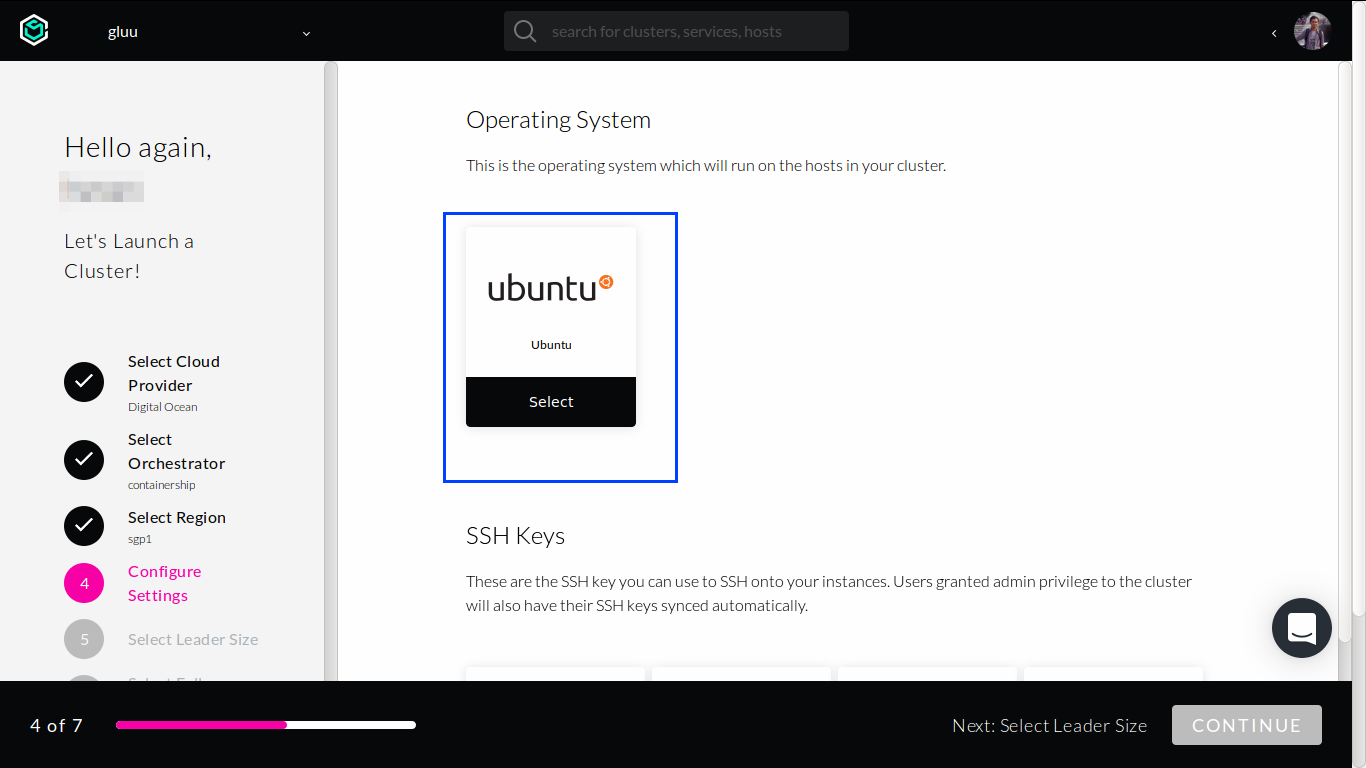 gluu
search for clusters, services, hosts
Hello again,
Let's Launch a
Cluster!
Select Cloud
Provider
Digital Ocean
Select
Orchestrator
containership
Select Region
sgp1
4
Configure
Settings
5
Select Leader Size
Operating System
This is the operating system which will run on the hosts in your cluster.
ubuntu
Ubuntu
Select
SSH Keys
These are the SSH key you can use to SSH onto your instances. Users granted admin privilege to the cluster
will also have their SSH keys synced automatically.
4 of 7
Next: Select Leader Size
CONTINUE